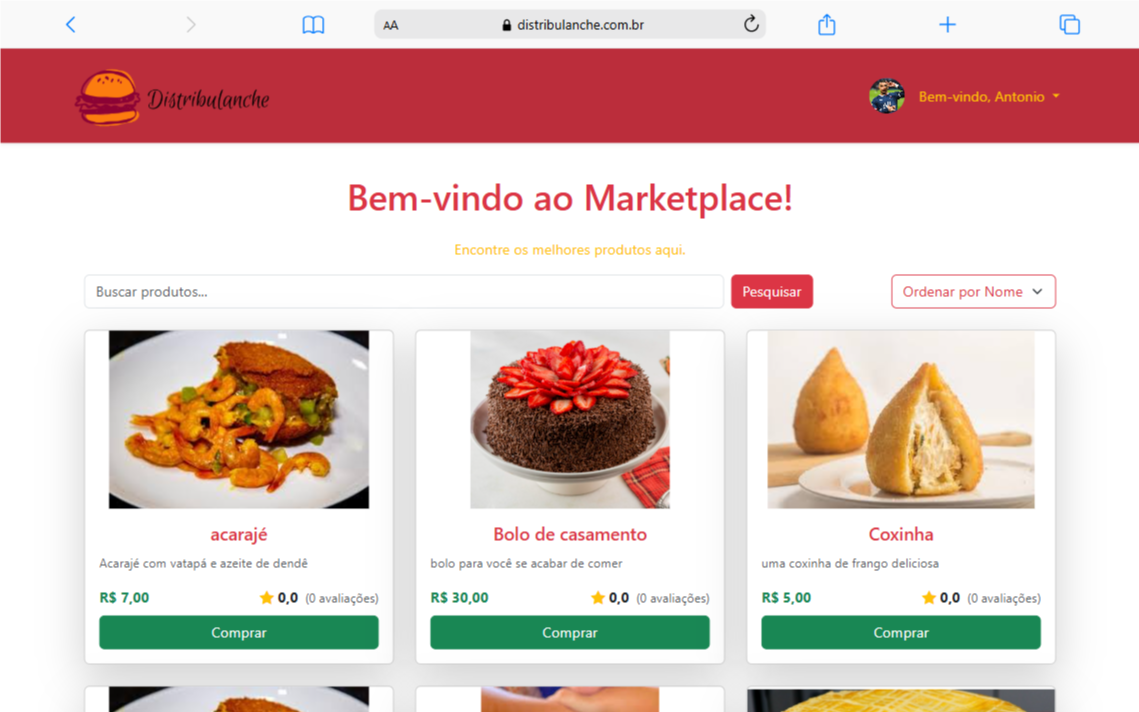 AA
distribulanche.com.br
Distribulanche
Bem-vindo, Antonio
Bem-vindo ao Marketplace!
Encontre os melhores produtos aqui.
Buscar produtos...
Pesquisar
Ordenar por Nome
acarajé
Acarajé com vatapá e azeite de dendê
R$ 7,00
0,0 (0 avaliações)
Comprar
Bolo de casamento
bolo para você se acabar de comer
R$ 30,00
0,0 (0 avaliações)
Comprar
Coxinha
uma coxinha de frango deliciosa
R$ 5,00
0,0 (0 avaliações)
Comprar